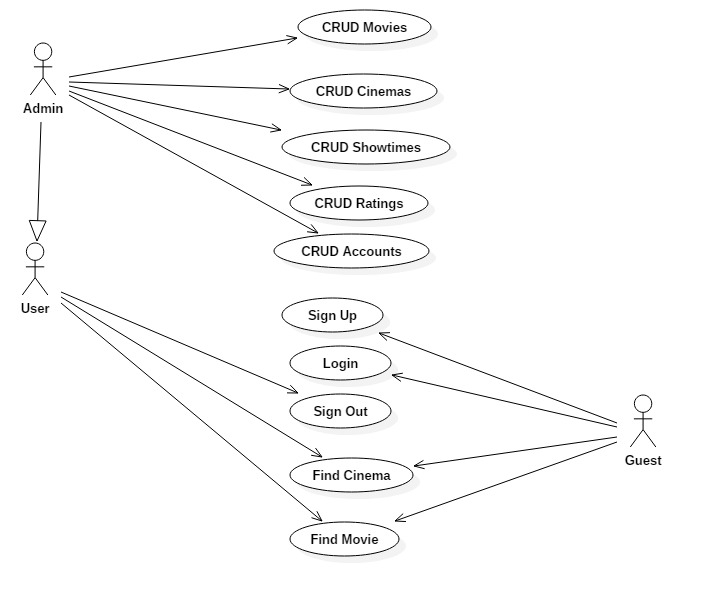 CRUD Movies
Admin
CRUD Cinemas
CRUD Showtimes
CRUD Ratings
CRUD Accounts
User
Sign Up
Login
Sign Out
Guest
Find Cinema
Find Movie